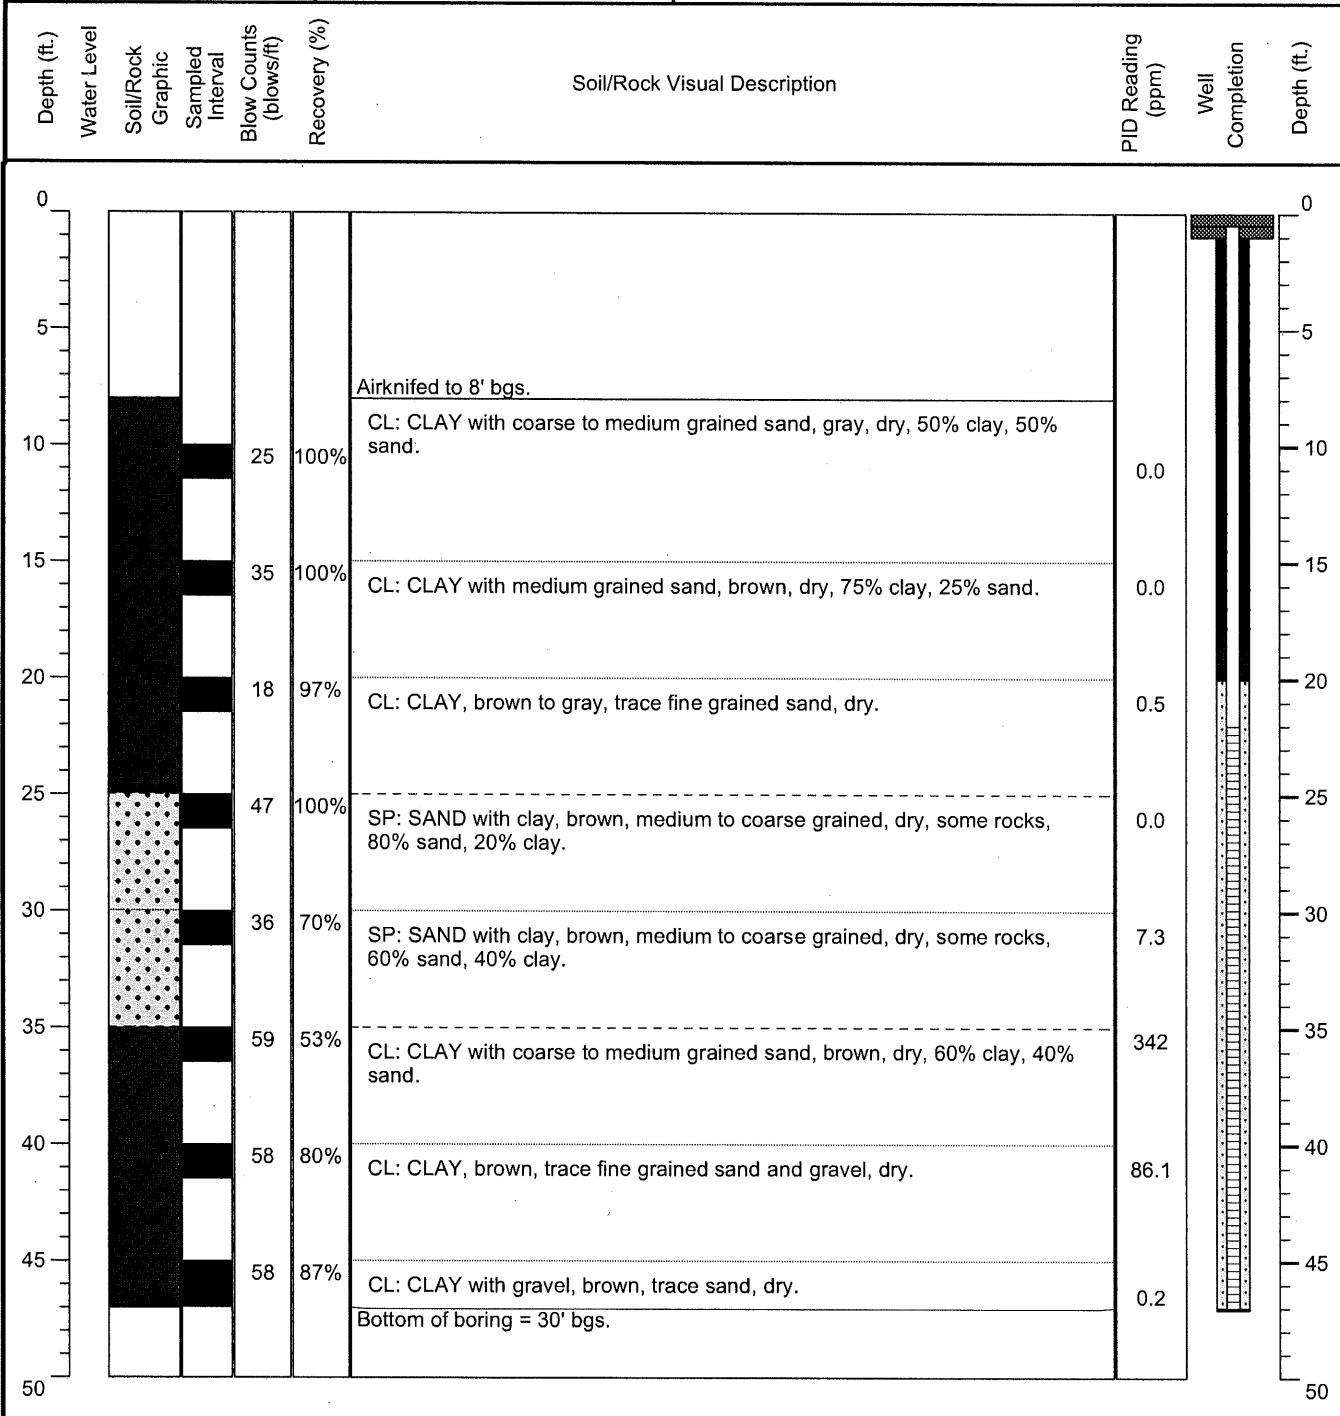 Depth (ft.)
Water Level
Soil/Rock
Graphic
Sampled
Interval
Blow Counts
(blows/ft)
Recovery (%)
Soil/Rock Visual Description
PID Reading
(ppm)
Well
Completion
Depth (ft.)
0
0
5
5
Airknifed to 8' bgs.
CL: CLAY with coarse to medium grained sand, gray, dry, 50% clay, 50%
sand.
10
25
100%
0.0
10
15
35
100%
CL: CLAY with medium grained sand, brown, dry, 75% clay, 25% sand.
0.0
15
20
18
97%
CL: CLAY, brown to gray, trace fine grained sand, dry.
0.5
20
25
47
100%
SP: SAND with clay, brown, medium to coarse grained, dry, some rocks,
80% sand, 20% clay.
0.0
25
30
36
70%
SP: SAND with clay, brown, medium to coarse grained, dry, some rocks,
60% sand, 40% clay.
7.3
30
35
59
53%
CL: CLAY with coarse to medium grained sand, brown, dry, 60% clay, 40%
sand.
342
35
40
58
80%
CL: CLAY, brown, trace fine grained sand and gravel, dry.
86.1
40
45
58
87%
CL: CLAY with gravel, brown, trace sand, dry.
0.2
45
Bottom of boring = 30' bgs.
50
50